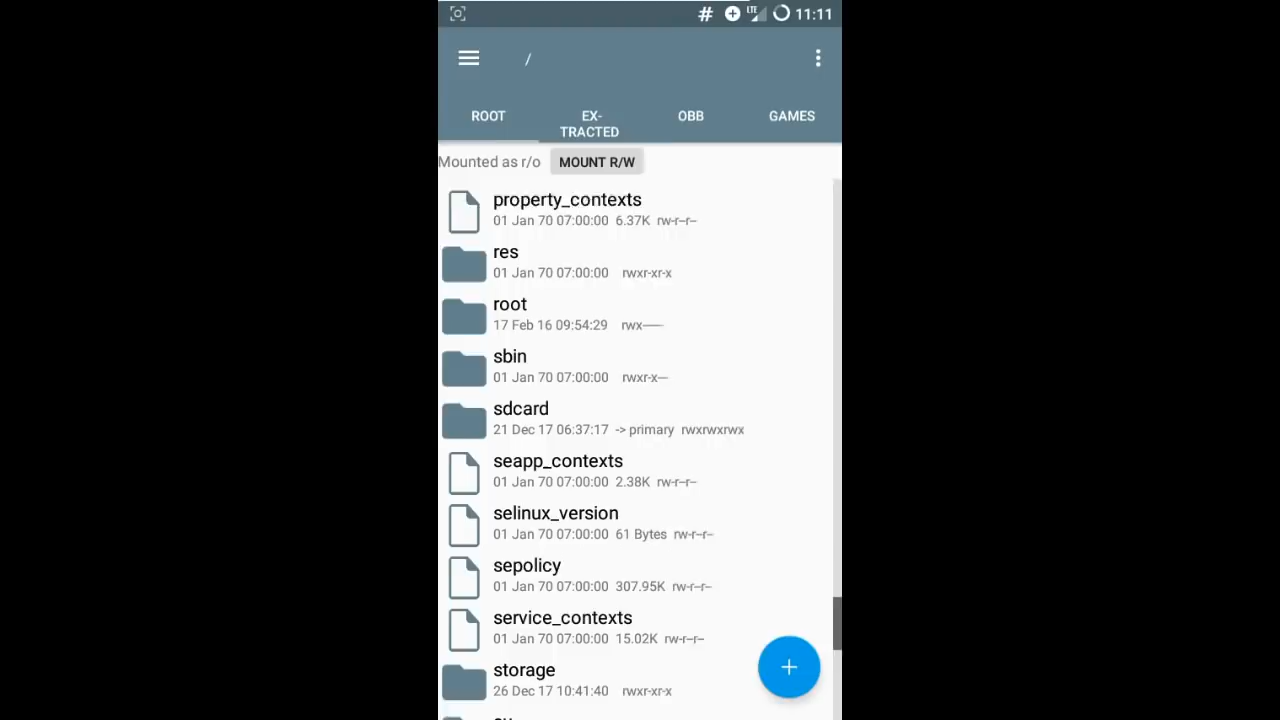 # LTE 11:11
/
ROOT EX- OBB GAMES
TRACTED
Mounted as r/o MOUNT R/W
property_contexts
01 Jan 70 07:00:00 6.37K rw-r--r--
res
01 Jan 70 07:00:00 rwxr-xr-x
root
17 Feb 16 09:54:29 rwx------
sbin
01 Jan 70 07:00:00 rwxr-x---
sdcard
21 Dec 17 06:37:17 -> primary rwxrwxrwx
seapp_contexts
01 Jan 70 07:00:00 2.38K rw-r--r--
selinux_version
01 Jan 70 07:00:00 61 Bytes rw-r--r--
sepolicy
01 Jan 70 07:00:00 307.95K rw-r--r--
service_contexts
01 Jan 70 07:00:00 15.02K rw-r--r--
storage
26 Dec 17 10:41:40 rwxr-xr-x